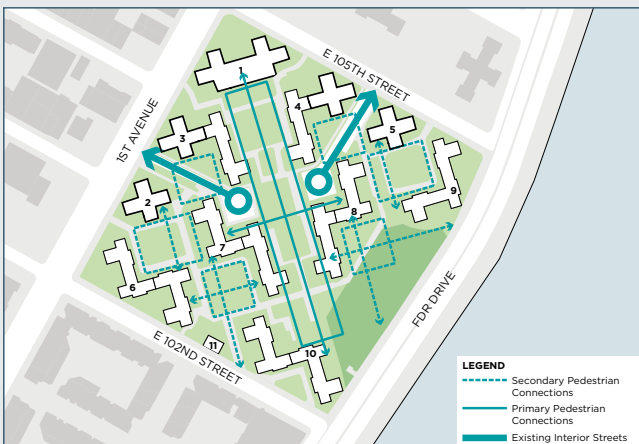 E 105TH STREET
1
4
1ST AVENUE
3
5
2
9
8
7
6
FDR DRIVE
11
E 102ND STREET
10
LEGEND
Secondary Pedestrian
Connections
Primary Pedestrian
Connections
Existing Interior Streets